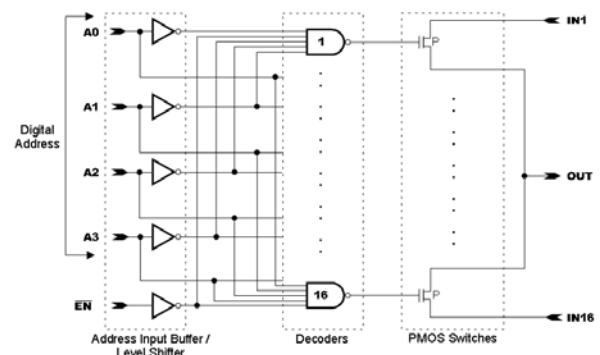 A0
1
P
IN1
A1
Digital
Address
A2
OUT
A3
EN
16
P
IN16
Address Input Buffer /
Level Shifter
Decoders
PMOS Switches